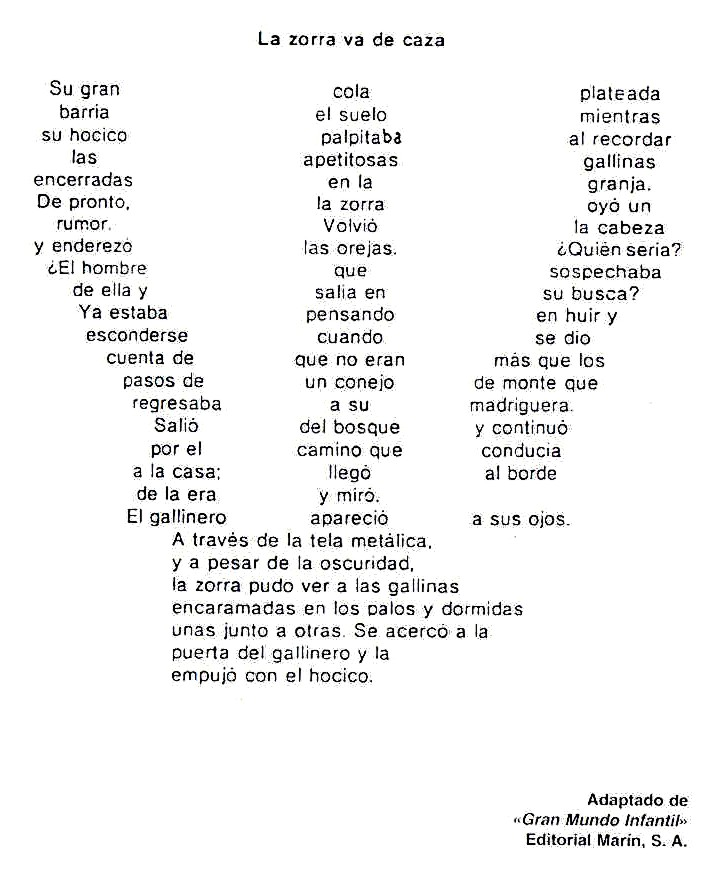 La zorra va de caza
Su gran cola plateada
barria el suelo mientras
su hocico palpitaba al recordar
las apetitosas gallinas
encerradas en la granja.
De pronto, la zorra oyó un
rumor. Volvió la cabeza
y enderezó las orejas. ¿Quién seria?
¿El hombre que sospechaba
de ella y salia en su busca?
Ya estaba pensando en huir y
esconderse cuando se dio
cuenta de que no eran más que los
pasos de un conejo de monte que
regresaba a su madriguera.
Salió del bosque y continuó
por el camino que conducia
a la casa; llegó al borde
de la era y miró.
El gallinero apareció a sus ojos.
A través de la tela metálica,
y a pesar de la oscuridad,
la zorra pudo ver a las gallinas
encaramadas en los palos y dormidas
unas junto a otras. Se acercó a la
puerta del gallinero y la
empujó con el hocico.
Adaptado de
«Gran Mundo Infantil»
Editorial Marín, S. A.